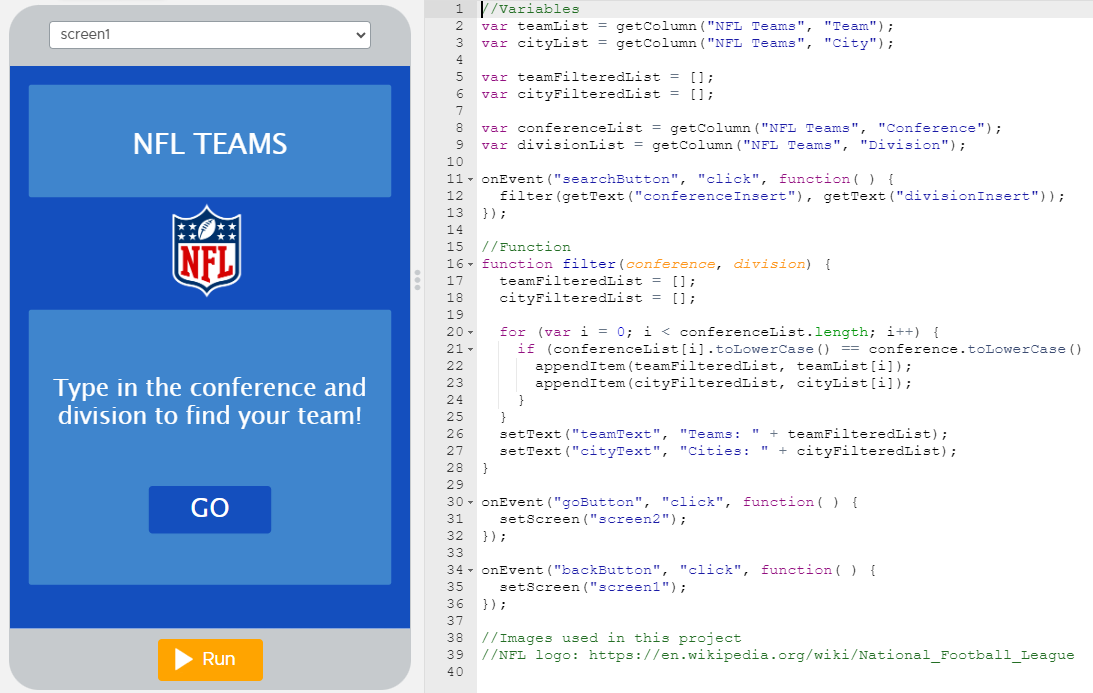 screen1
NFL TEAMS
NFL
Type in the conference and
division to find your team!
GO
Run
1 //Variables
2 var teamList = getColumn("NFL Teams", "Team");
3 var cityList = getColumn("NFL Teams", "City");
4
5 var teamFilteredList = [];
6 var cityFilteredList = [];
7
8 var conferenceList = getColumn("NFL Teams", "Conference");
9 var divisionList = getColumn("NFL Teams", "Division");
10
11 onEvent("searchButton", "click", function( ) {
12   filter(getText("conferenceInsert"), getText("divisionInsert"));
13 });
14
15 //Function
16 function filter(conference, division) {
17   teamFilteredList = [];
18   cityFilteredList = [];
19
20   for (var i = 0; i < conferenceList.length; i++) {
21     if (conferenceList[i].toLowerCase() == conference.toLowerCase()
22       appendItem(teamFilteredList, teamList[i]);
23       appendItem(cityFilteredList, cityList[i]);
24     }
25   }
26   setText("teamText", "Teams: " + teamFilteredList);
27   setText("cityText", "Cities: " + cityFilteredList);
28 }
29
30 onEvent("goButton", "click", function( ) {
31   setScreen("screen2");
32 });
33
34 onEvent("backButton", "click", function( ) {
35   setScreen("screen1");
36 });
37
38 //Images used in this project
39 //NFL logo: https://en.wikipedia.org/wiki/National_Football_League
40